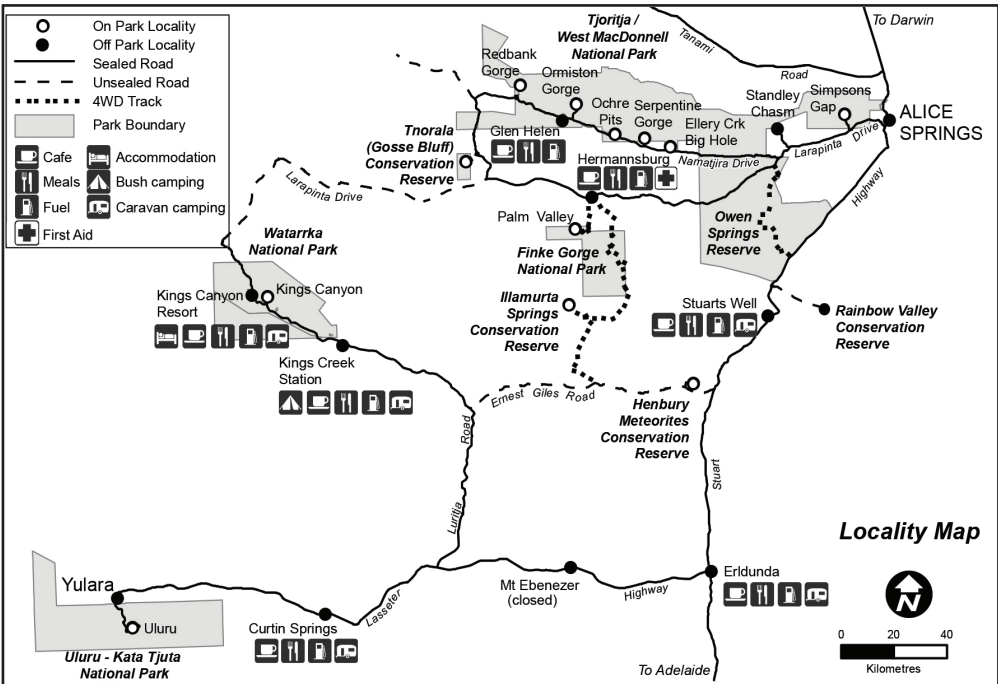 On Park Locality
Off Park Locality
Sealed Road
Unsealed Road
4WD Track
Park Boundary
Cafe
Accommodation
Meals
Bush camping
Fuel
Caravan camping
First Aid
Tjoritja/
West MacDonnell
National Park
Tanami
Road
To Darwin
Redbank
Gorge
Ormiston
Gorge
Ochre
Pits
Serpentine
Gorge
Ellery Crk
Big Hole
Standley
Chasm
Simpsons
Gap
ALICE
SPRINGS
Glen Helen
Tnorala
(Gosse Bluff)
Conservation
Reserve
Hermannsburg
Namatjira Drive
Larapinta Drive
Highway
Larapinta Drive
Watarrka
National Park
Palm Valley
Finke Gorge
National Park
Owen
Springs
Reserve
Kings Canyon
Resort
Kings Canyon
Illamurta
Springs
Conservation
Reserve
Stuarts Well
Rainbow Valley
Conservation
Reserve
Kings Creek
Station
Ernest Giles Road
Henbury
Meteorites
Conservation
Reserve
Road
Luritja
Stuart
Locality Map
Yulara
Uluru
Uluru - Kata Tjuta
National Park
Curtin Springs
Lasseter
Mt Ebenezer
(closed)
Highway
Erldunda
To Adelaide
N
0 20 40
Kilometres